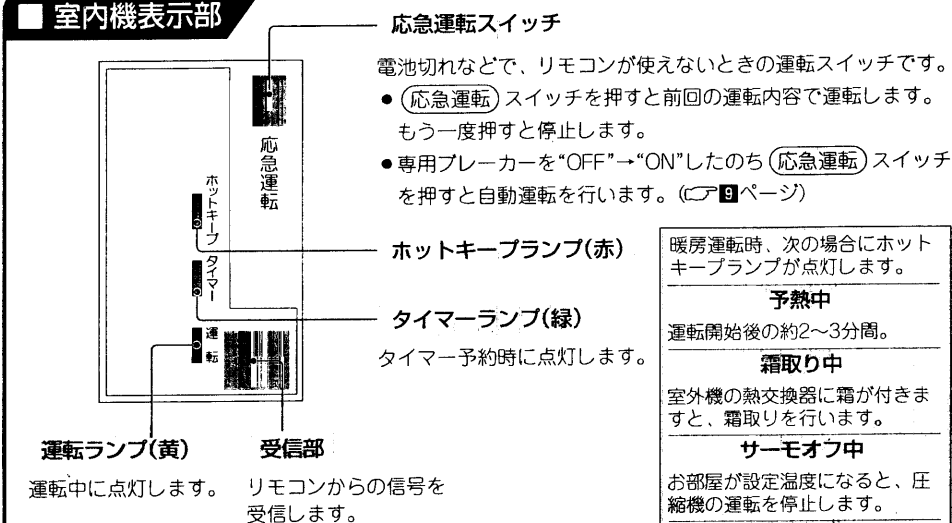 ■ 室内機表示部
応急運転スイッチ
電池切れなどで、リモコンが使えないときの運転スイッチです。
●(応急運転)スイッチを押すと前回の運転内容で運転します。
もう一度押すと停止します。
●専用ブレーカーを“OFF”→“ON”したのち(応急運転)スイッチ
を押すと自動運転を行います。(☞9ページ)
応急運転
ホットキープ
タイマー
運転
ホットキープランプ(赤)
タイマーランプ(緑)
タイマー予約時に点灯します。
運転ランプ(黄)
運転中に点灯します。
受信部
リモコンからの信号を
受信します。
暖房運転時、次の場合にホット
キープランプが点灯します。
予熱中
運転開始後の約2〜3分間。
霜取り中
室外機の熱交換器に霜が付きま
すと、霜取りを行います。
サーモオフ中
お部屋が設定温度になると、圧
縮機の運転を停止します。